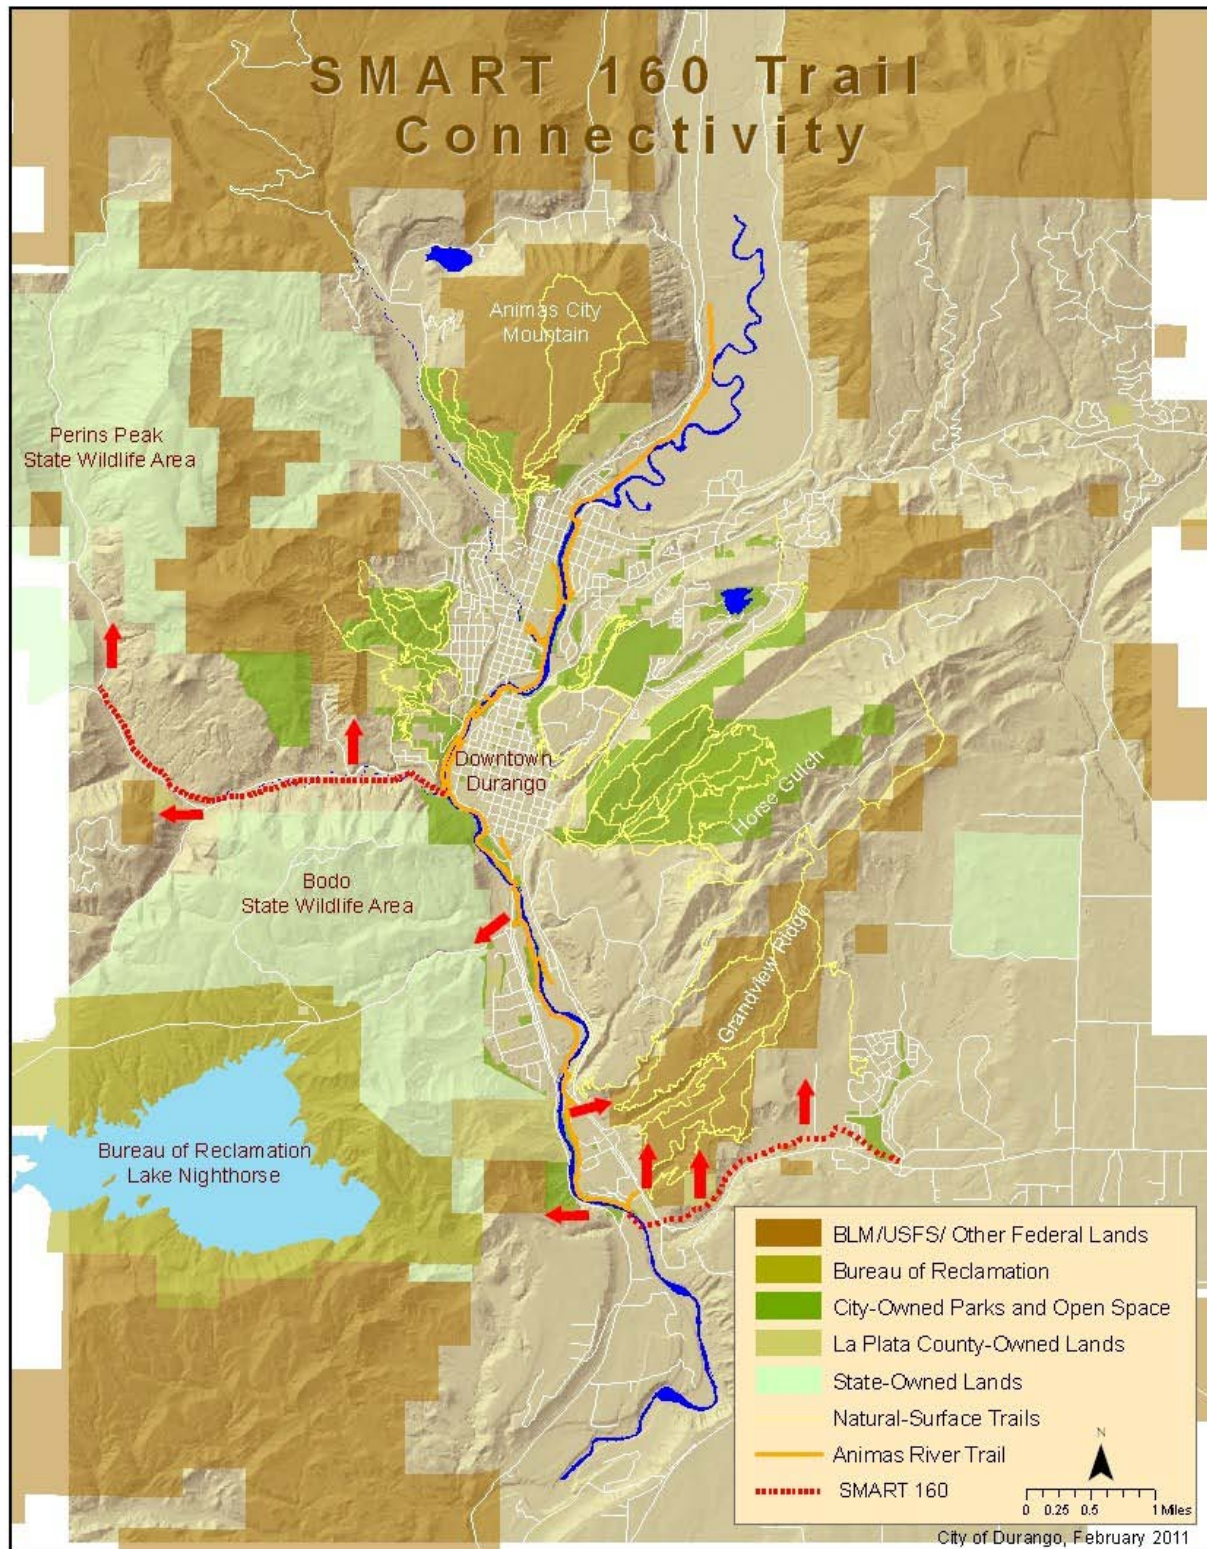 SMART 160 Trail
Connectivity
Animas City
Mountain
Perins Peak
State Wildlife Area
Downtown
Durango
Horse Gulch
Bodo
State Wildlife Area
Grandview Ridge
Bureau of Reclamation
Lake Nighthorse
BLM/USFS/ Other Federal Lands
Bureau of Reclamation
City-Owned Parks and Open Space
La Plata County-Owned Lands
State-Owned Lands
Natural-Surface Trails
Animas River Trail
SMART 160
N
0 0.25 0.5 1 Miles
City of Durango, February 2011